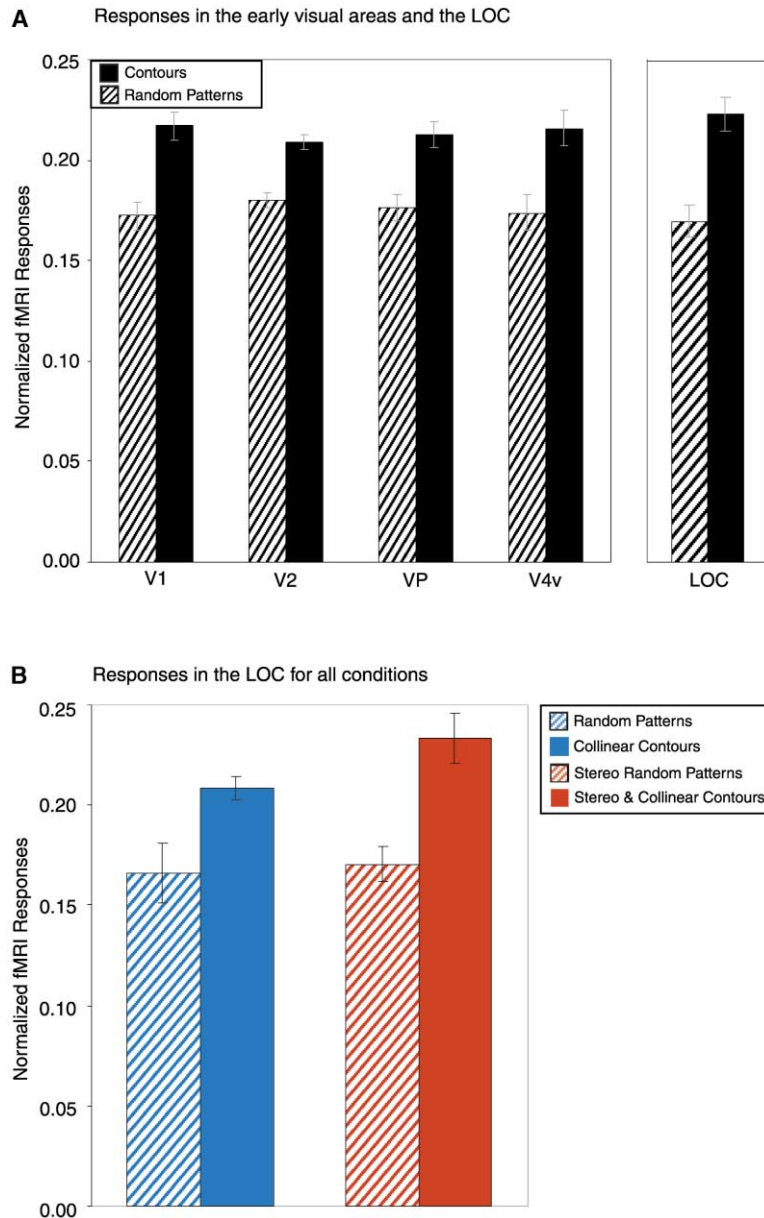 A Responses in the early visual areas and the LOC
Contours
Random Patterns
Normalized fMRI Responses
0.25
0.20
0.15
0.10
0.05
0.00
V1 V2 VP V4v LOC
B Responses in the LOC for all conditions
Normalized fMRI Responses
0.25
0.20
0.15
0.10
0.05
0.00
Random Patterns
Collinear Contours
Stereo Random Patterns
Stereo & Collinear Contours